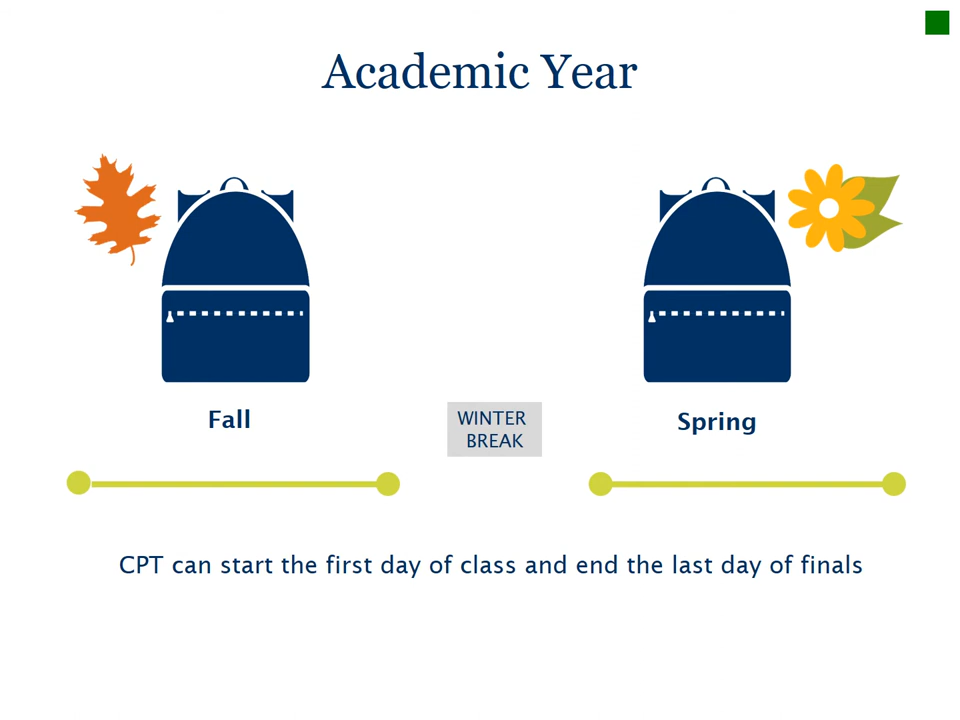 Academic Year
Fall
WINTER
BREAK
Spring
CPT can start the first day of class and end the last day of finals